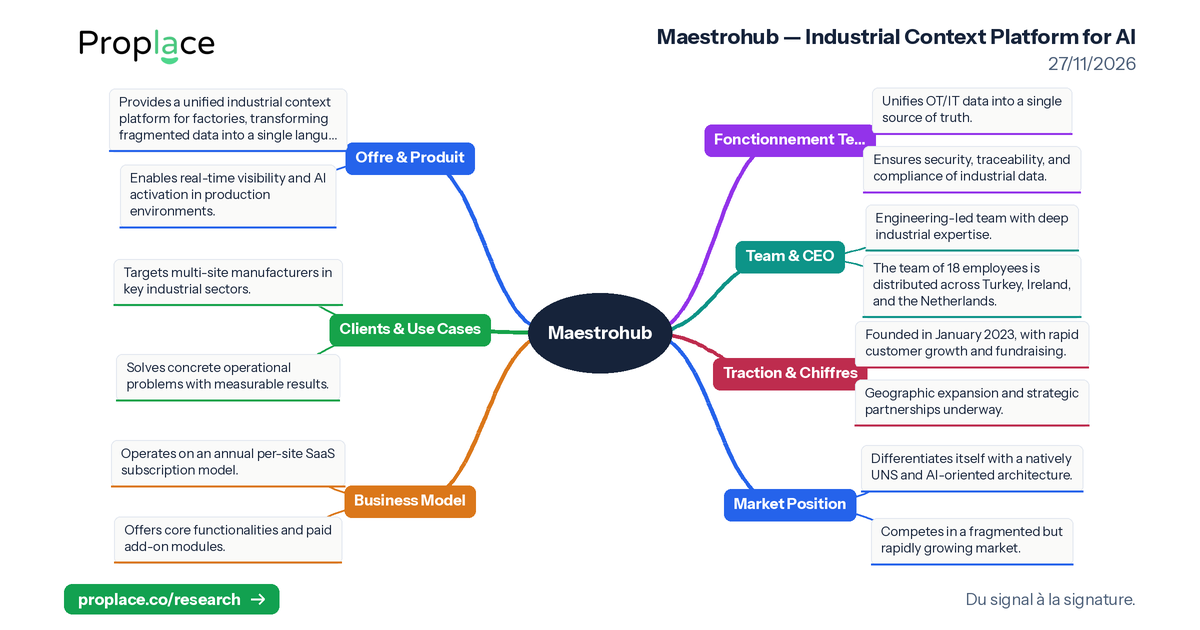 Proplace
Maestrohub — Industrial Context Platform for AI
27/11/2026
Provides a unified industrial context
platform for factories, transforming
fragmented data into a single langu...
Offre & Produit
Enables real-time visibility and AI
activation in production
environments.
Targets multi-site manufacturers in
key industrial sectors.
Clients & Use Cases
Solves concrete operational
problems with measurable results.
Operates on an annual per-site SaaS
subscription model.
Business Model
Offers core functionalities and paid
add-on modules.
Maestrohub
Unifies OT/IT data into a single
source of truth.
Fonctionnement Te...
Ensures security, traceability, and
compliance of industrial data.
Engineering-led team with deep
industrial expertise.
Team & CEO
The team of 18 employees is
distributed across Turkey, Ireland,
and the Netherlands.
Founded in January 2023, with rapid
customer growth and fundraising.
Traction & Chiffres
Geographic expansion and strategic
partnerships underway.
Differentiates itself with a natively
UNS and AI-oriented architecture.
Market Position
Competes in a fragmented but
rapidly growing market.
proplace.co/research →
Du signal à la signature.